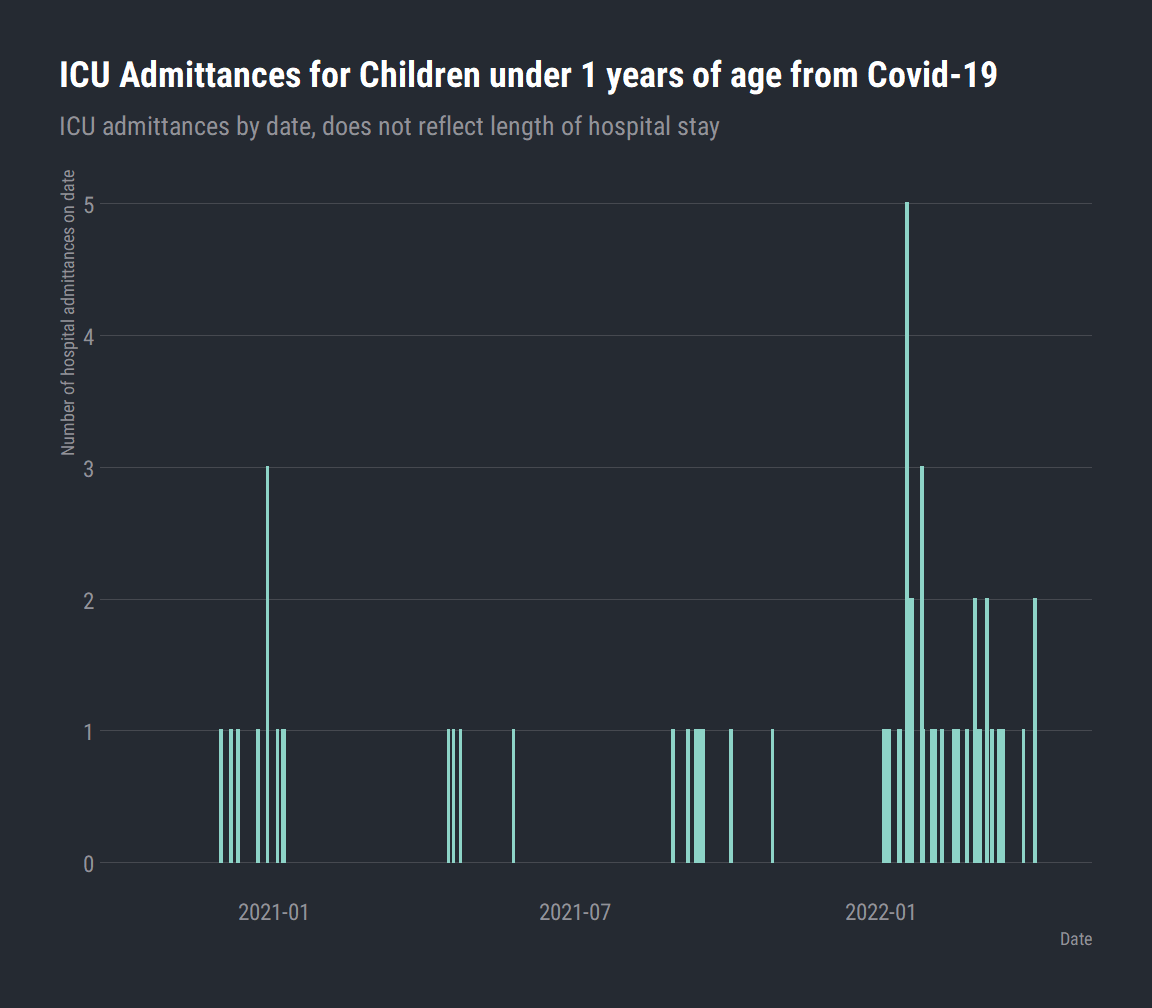 ICU Admittances for Children under 1 years of age from Covid-19
ICU admittances by date, does not reflect length of hospital stay
Number of hospital admittances on date
5
4
3
2
1
0
2021-01
2021-07
2022-01
Date